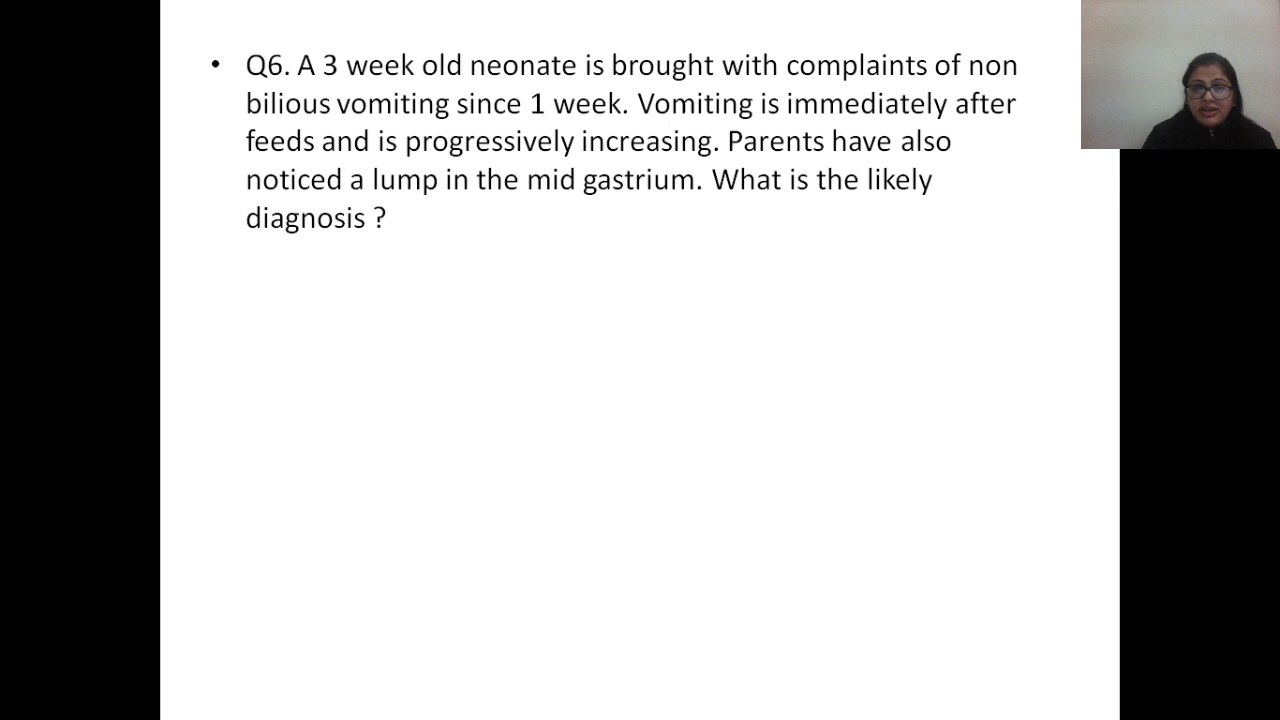 • Q6. A 3 week old neonate is brought with complaints of non
bilious vomiting since 1 week. Vomiting is immediately after
feeds and is progressively increasing. Parents have also
noticed a lump in the mid gastrium. What is the likely
diagnosis ?